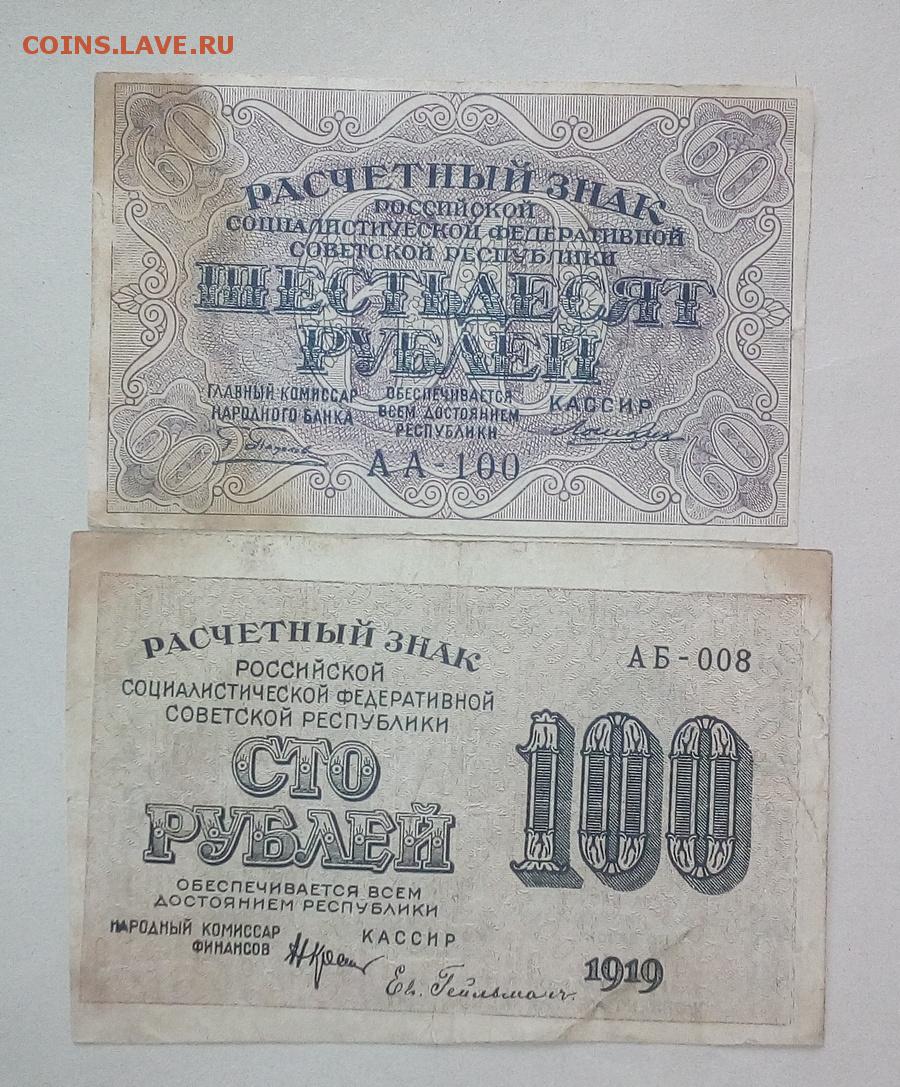 COINS.LAVE.RU
60 60
РАСЧЕТНЫЙ ЗНАК
РОССИЙСКОЙ
СОЦИАЛИСТИЧЕСКОЙ ФЕДЕРАТИВНОЙ
СОВЕТСКОЙ РЕСПУБЛИКИ
ШЕСТЬДЕСЯТ
РУБЛЕЙ
ГЛАВНЫЙ КОМИССАР
НАРОДНОГО БАНКА
ОБЕСПЕЧИВАЕТСЯ
ВСЕМ ДОСТОЯНИЕМ
РЕСПУБЛИКИ
КАССИР
60 60
АА-100
РАСЧЕТНЫЙ ЗНАК
РОССИЙСКОЙ
СОЦИАЛИСТИЧЕСКОЙ ФЕДЕРАТИВНОЙ
СОВЕТСКОЙ РЕСПУБЛИКИ
АБ-008
СТО
РУБЛЕЙ
100
ОБЕСПЕЧИВАЕТСЯ ВСЕМ
ДОСТОЯНИЕМ РЕСПУБЛИКИ
НАРОДНЫЙ КОМИССАР
ФИНАНСОВ
КАССИР
Ев. Гейльман
1919